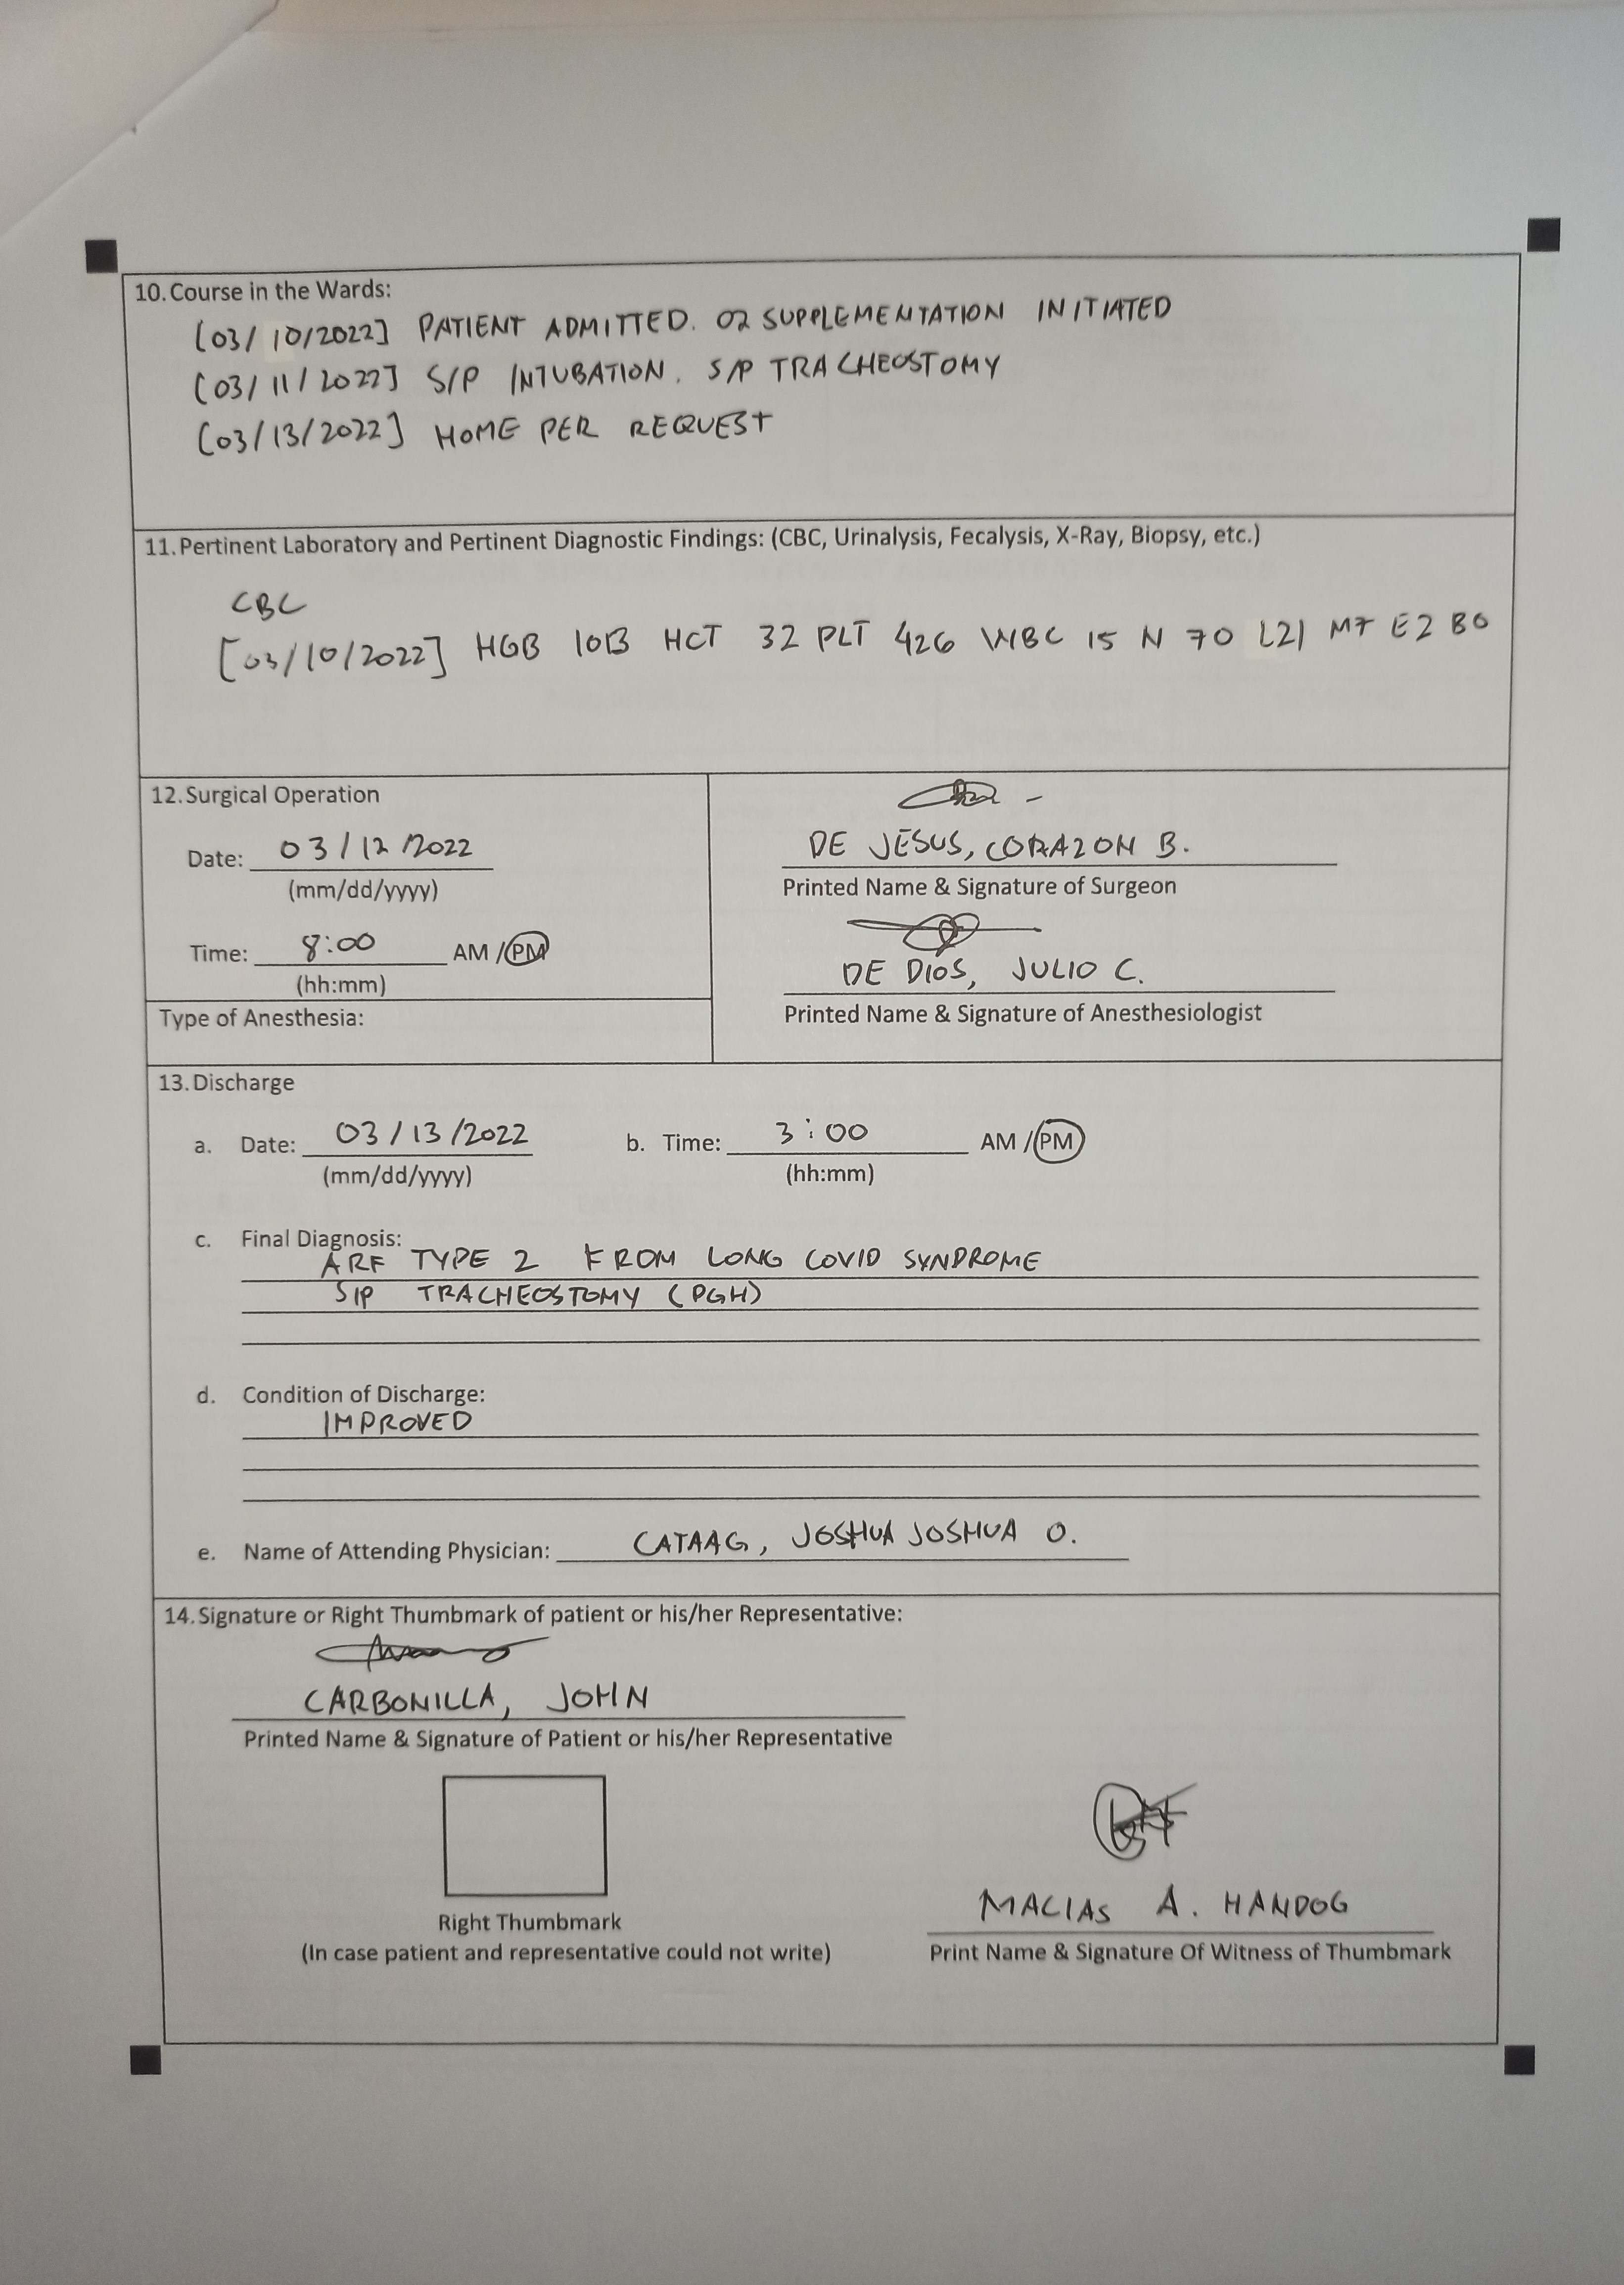 10. Course in the Wards:
[03/10/2022] PATIENT ADMITTED. O2 SUPPLEMENTATION INITIATED
[03/11/2022] S/P INTUBATION. S/P TRACHEOSTOMY
[03/13/2022] HOME PER REQUEST
11. Pertinent Laboratory and Pertinent Diagnostic Findings: (CBC, Urinalysis, Fecalysis, X-Ray, Biopsy, etc.)
CBC
[03/10/2022] HGB 103 HCT 32 PLT 426 WBC 15 N 70 L21 M7 E2 B0
12. Surgical Operation
Date: 03/12/2022
(mm/dd/yyyy)
Time: 8:00 AM / PM
(hh:mm)
Type of Anesthesia:
DE JESUS, CORAZON B.
Printed Name & Signature of Surgeon
DE DIOS, JULIO C.
Printed Name & Signature of Anesthesiologist
13. Discharge
a. Date: 03/13/2022 b. Time: 3:00 AM / PM
(mm/dd/yyyy) (hh:mm)
c. Final Diagnosis:
ARF TYPE 2 FROM LONG COVID SYNDROME
S/P TRACHEOSTOMY (PGH)
d. Condition of Discharge:
IMPROVED
e. Name of Attending Physician: CATAAG, JOSHUA JOSHUA O.
14. Signature or Right Thumbmark of patient or his/her Representative:
CARBONILLA, JOHN
Printed Name & Signature of Patient or his/her Representative
Right Thumbmark
(In case patient and representative could not write)
MACIAS A. HANDOG
Print Name & Signature Of Witness of Thumbmark